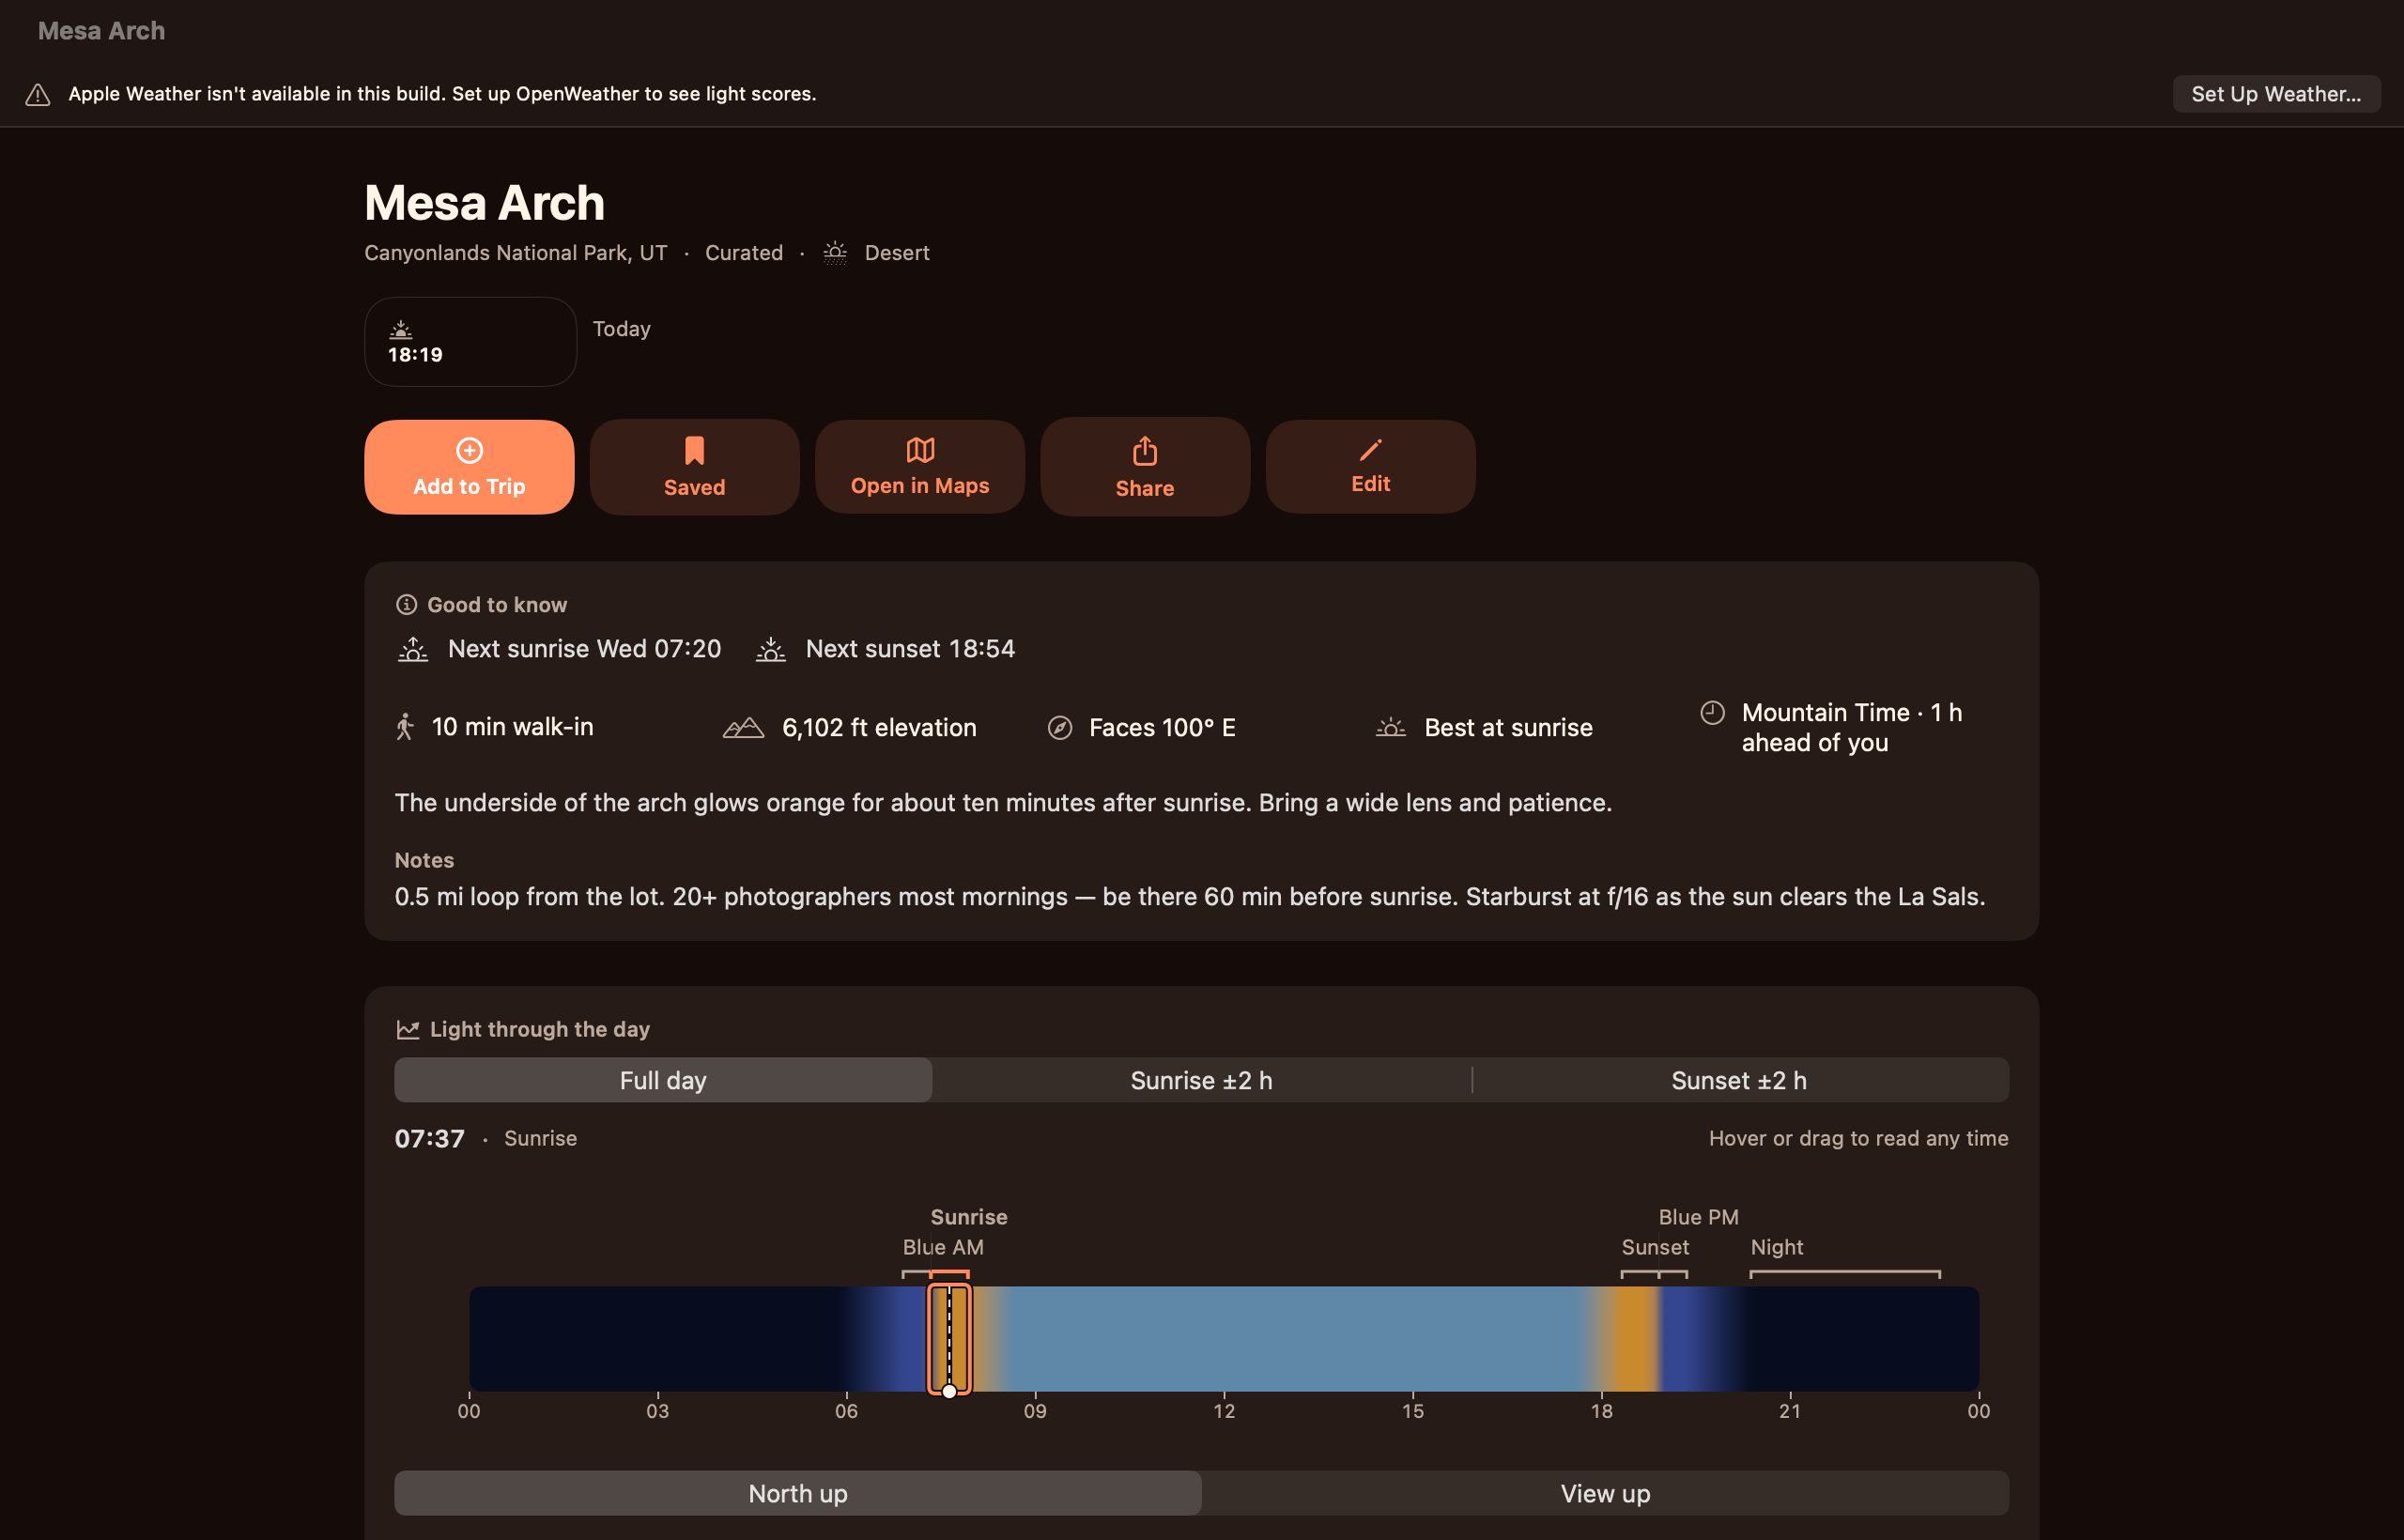 Mesa Arch
Apple Weather isn't available in this build. Set up OpenWeather to see light scores.
Set Up Weather...
Mesa Arch
Canyonlands National Park, UT · Curated · Desert
18:19
Today
Add to Trip
Saved
Open in Maps
Share
Edit
Good to know
Next sunrise Wed 07:20
Next sunset 18:54
10 min walk-in
6,102 ft elevation
Faces 100° E
Best at sunrise
Mountain Time · 1 h
ahead of you
The underside of the arch glows orange for about ten minutes after sunrise. Bring a wide lens and patience.
Notes
0.5 mi loop from the lot. 20+ photographers most mornings — be there 60 min before sunrise. Starburst at f/16 as the sun clears the La Sals.
Light through the day
Full day
Sunrise ±2 h
Sunset ±2 h
07:37 · Sunrise
Hover or drag to read any time
Sunrise
Blue PM
Blue AM
Sunset
Night
00 03 06 09 12 15 18 21 00
North up
View up